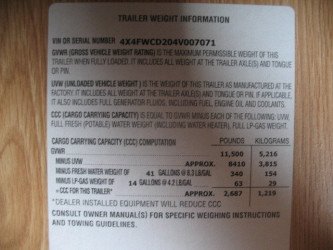 TRAILER WEIGHT INFORMATION
VIN OR SERIAL NUMBER 4X4FWCD204V007071
GVWR (GROSS VEHICLE WEIGHT RATING) IS THE MAXIMUM PERMISSIBLE WEIGHT OF THIS
TRAILER WHEN FULLY LOADED. IT INCLUDES ALL WEIGHT AT THE TRAILER AXLE(S) AND TONGUE
OR PIN.
UVW (UNLOADED VEHICLE WEIGHT) IS THE WEIGHT OF THIS TRAILER AS MANUFACTURED AT THE
FACTORY. IT INCLUDES ALL WEIGHT AT THE TRAILER AXLE(S) AND TONGUE OR PIN. IF APPLICABLE,
IT ALSO INCLUDES FULL GENERATOR FLUIDS, INCLUDING FUEL, ENGINE OIL AND COOLANTS.
CCC (CARGO CARRYING CAPACITY) IS EQUAL TO GVWR MINUS EACH OF THE FOLLOWING: UVW,
FULL FRESH (POTABLE) WATER WEIGHT (INCLUDING WATER HEATER), FULL LP-GAS WEIGHT.
CARGO CARRYING CAPACITY (CCC) COMPUTATION POUNDS KILOGRAMS
GVWR 11,500 5,216
MINUS UVW APPROX. 8410 3,815
MINUS FRESH WATER WEIGHT OF 41 GALLONS @ 8.3 LB/GAL 340 154
MINUS LP-GAS WEIGHT OF 14 GALLONS @ 4.2 LB/GAL 63 29
=CCC FOR THIS TRAILER* APPROX. 2,687 1,219
*DEALER INSTALLED EQUIPMENT WILL REDUCE CCC
CONSULT OWNER MANUAL(S) FOR SPECIFIC WEIGHING INSTRUCTIONS
AND TOWING GUIDELINES.